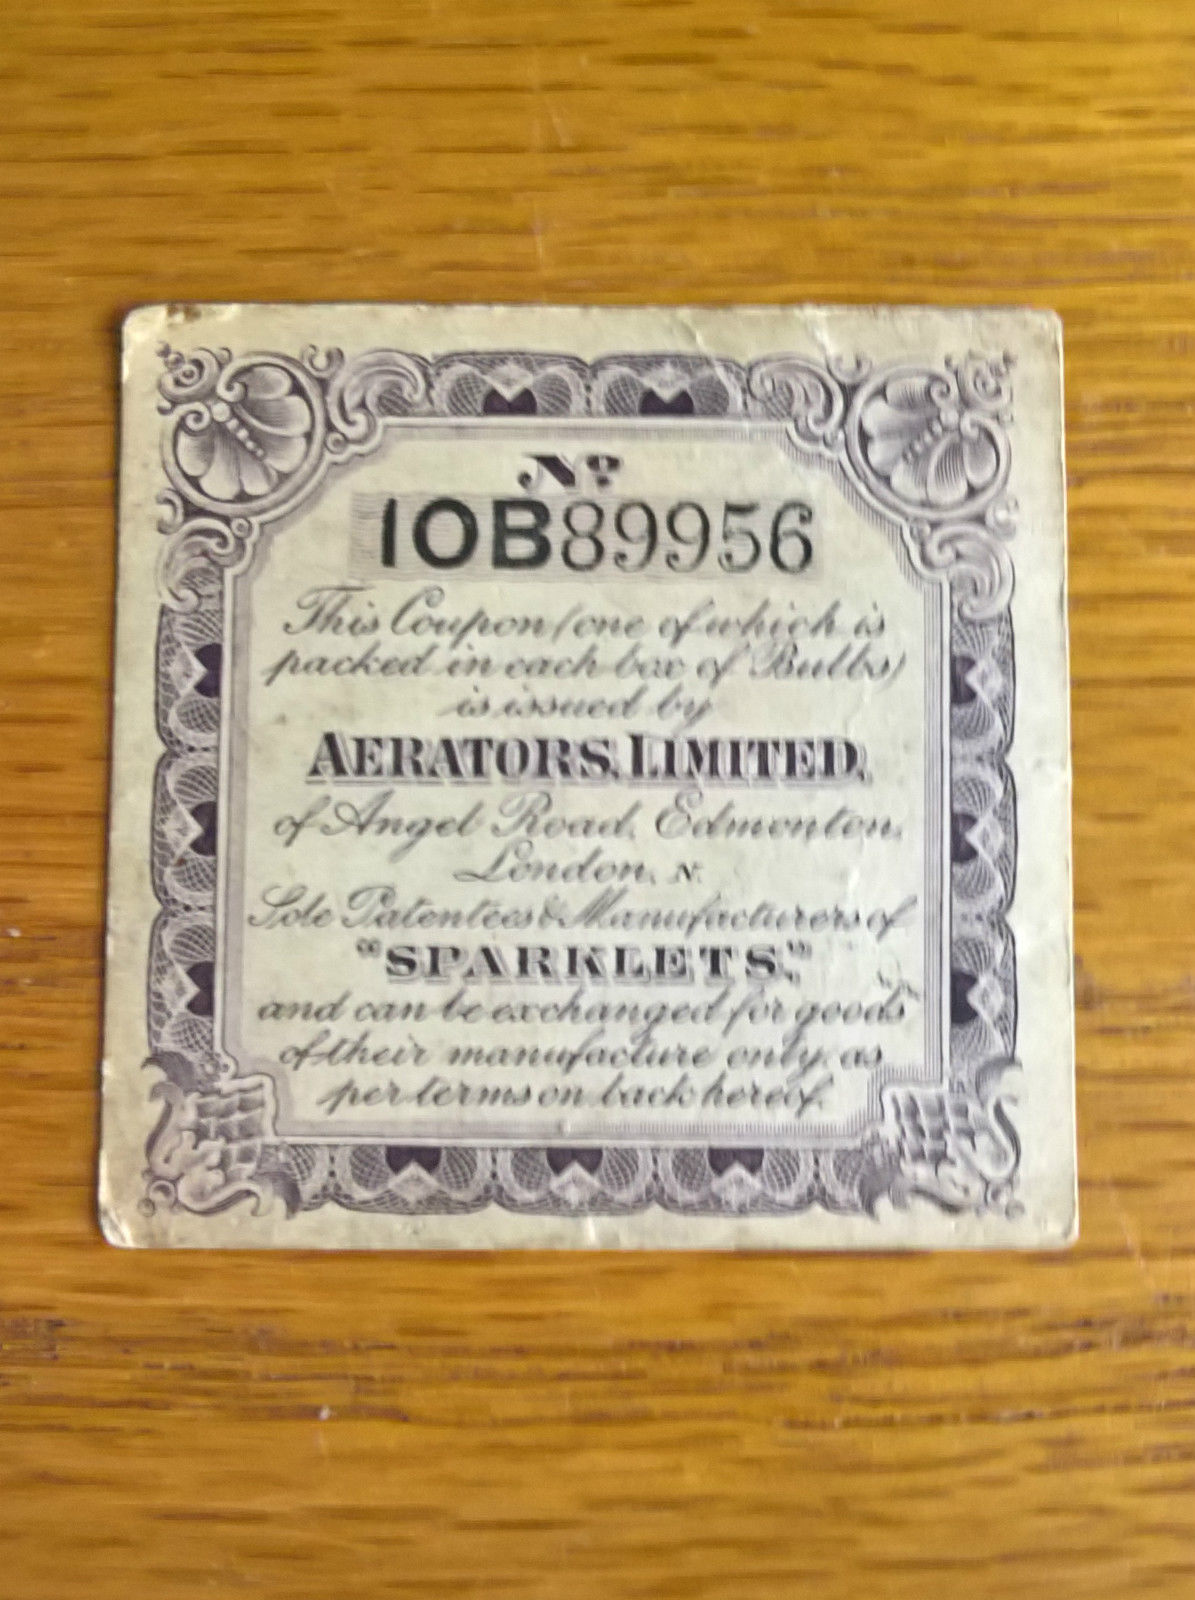 No.
10B89956
This Coupon (one of which is
packed in each box of Bulbs)
is issued by
AERATORS, LIMITED,
of Angel Road, Edmonton,
London, N.
Sole Patentees & Manufacturers of
"SPARKLETS,"
and can be exchanged for goods
of their manufacture only, as
per terms on back hereof.